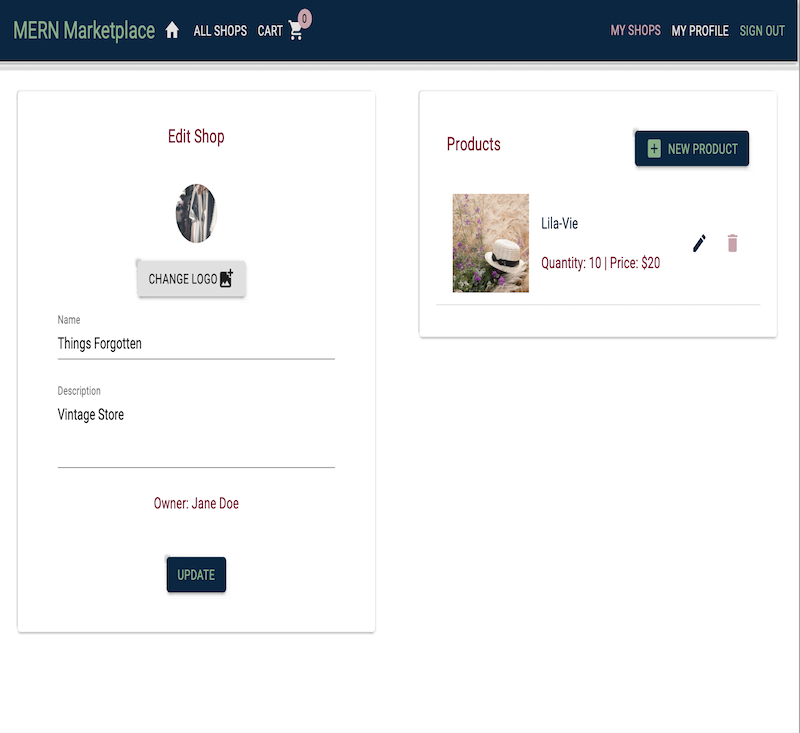 MERN Marketplace ALL SHOPS CART 0 MY SHOPS MY PROFILE SIGN OUT
Edit Shop
CHANGE LOGO
Name
Things Forgotten
Description
Vintage Store
Owner: Jane Doe
UPDATE
Products
NEW PRODUCT
Lila-Vie
Quantity: 10 | Price: $20